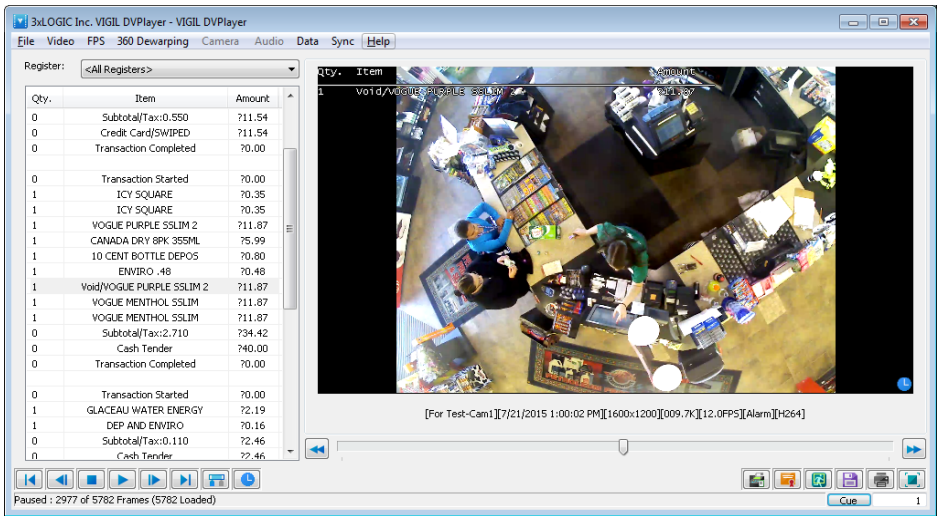 3xLOGIC Inc. VIGIL DVPlayer - VIGIL DVPlayer
File Video FPS 360 Dewarping Camera Audio Data Sync Help
Register: <All Registers>
Qty. Item Amount
0 Subtotal/Tax:0.550 ?11.54
0 Credit Card/SWIPED ?11.54
0 Transaction Completed ?0.00
0 Transaction Started ?0.00
1 ICY SQUARE ?0.35
1 ICY SQUARE ?0.35
1 VOGUE PURPLE SSLIM 2 ?11.87
1 CANADA DRY 8PK 355ML ?5.99
1 10 CENT BOTTLE DEPOS ?0.80
1 ENVIRO .48 ?0.48
1 Void/VOGUE PURPLE SSLIM 2 ?11.87
1 VOGUE MENTHOL SSLIM ?11.87
1 VOGUE MENTHOL SSLIM ?11.87
0 Subtotal/Tax:2.710 ?34.42
0 Cash Tender ?40.00
0 Transaction Completed ?0.00
0 Transaction Started ?0.00
1 GLACEAU WATER ENERGY ?2.19
1 DEP AND ENVIRO ?0.16
0 Subtotal/Tax:0.110 ?2.46
0 Cash Tender ?2.46
Qty. Item Amount
1 Void/VOGUE PURPLE SSLIM 2 ?11.87
[For Test-Cam1][7/21/2015 1:00:02 PM][1600x1200][009.7K][12.0FPS][Alarm][H264]
Paused : 2977 of 5782 Frames (5782 Loaded)
Cue 1